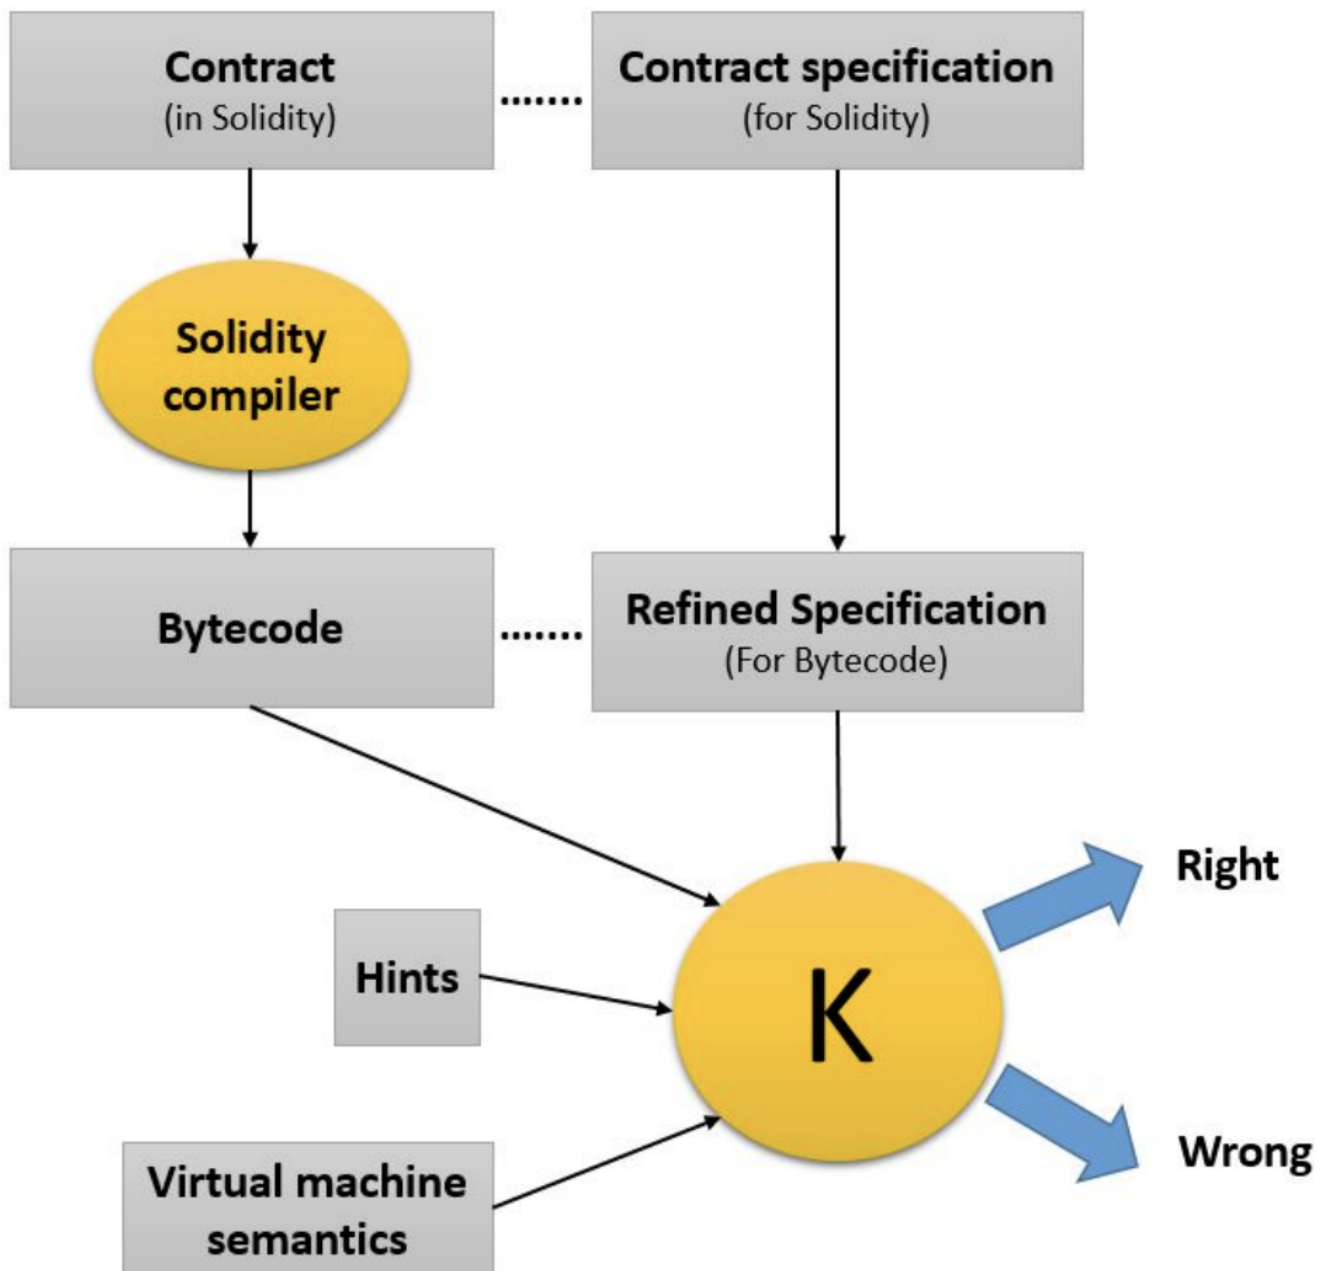 Contract
(in Solidity)
Contract specification
(for Solidity)
Solidity
compiler
Bytecode
Refined Specification
(For Bytecode)
Right
Hints
K
Wrong
Virtual machine
semantics